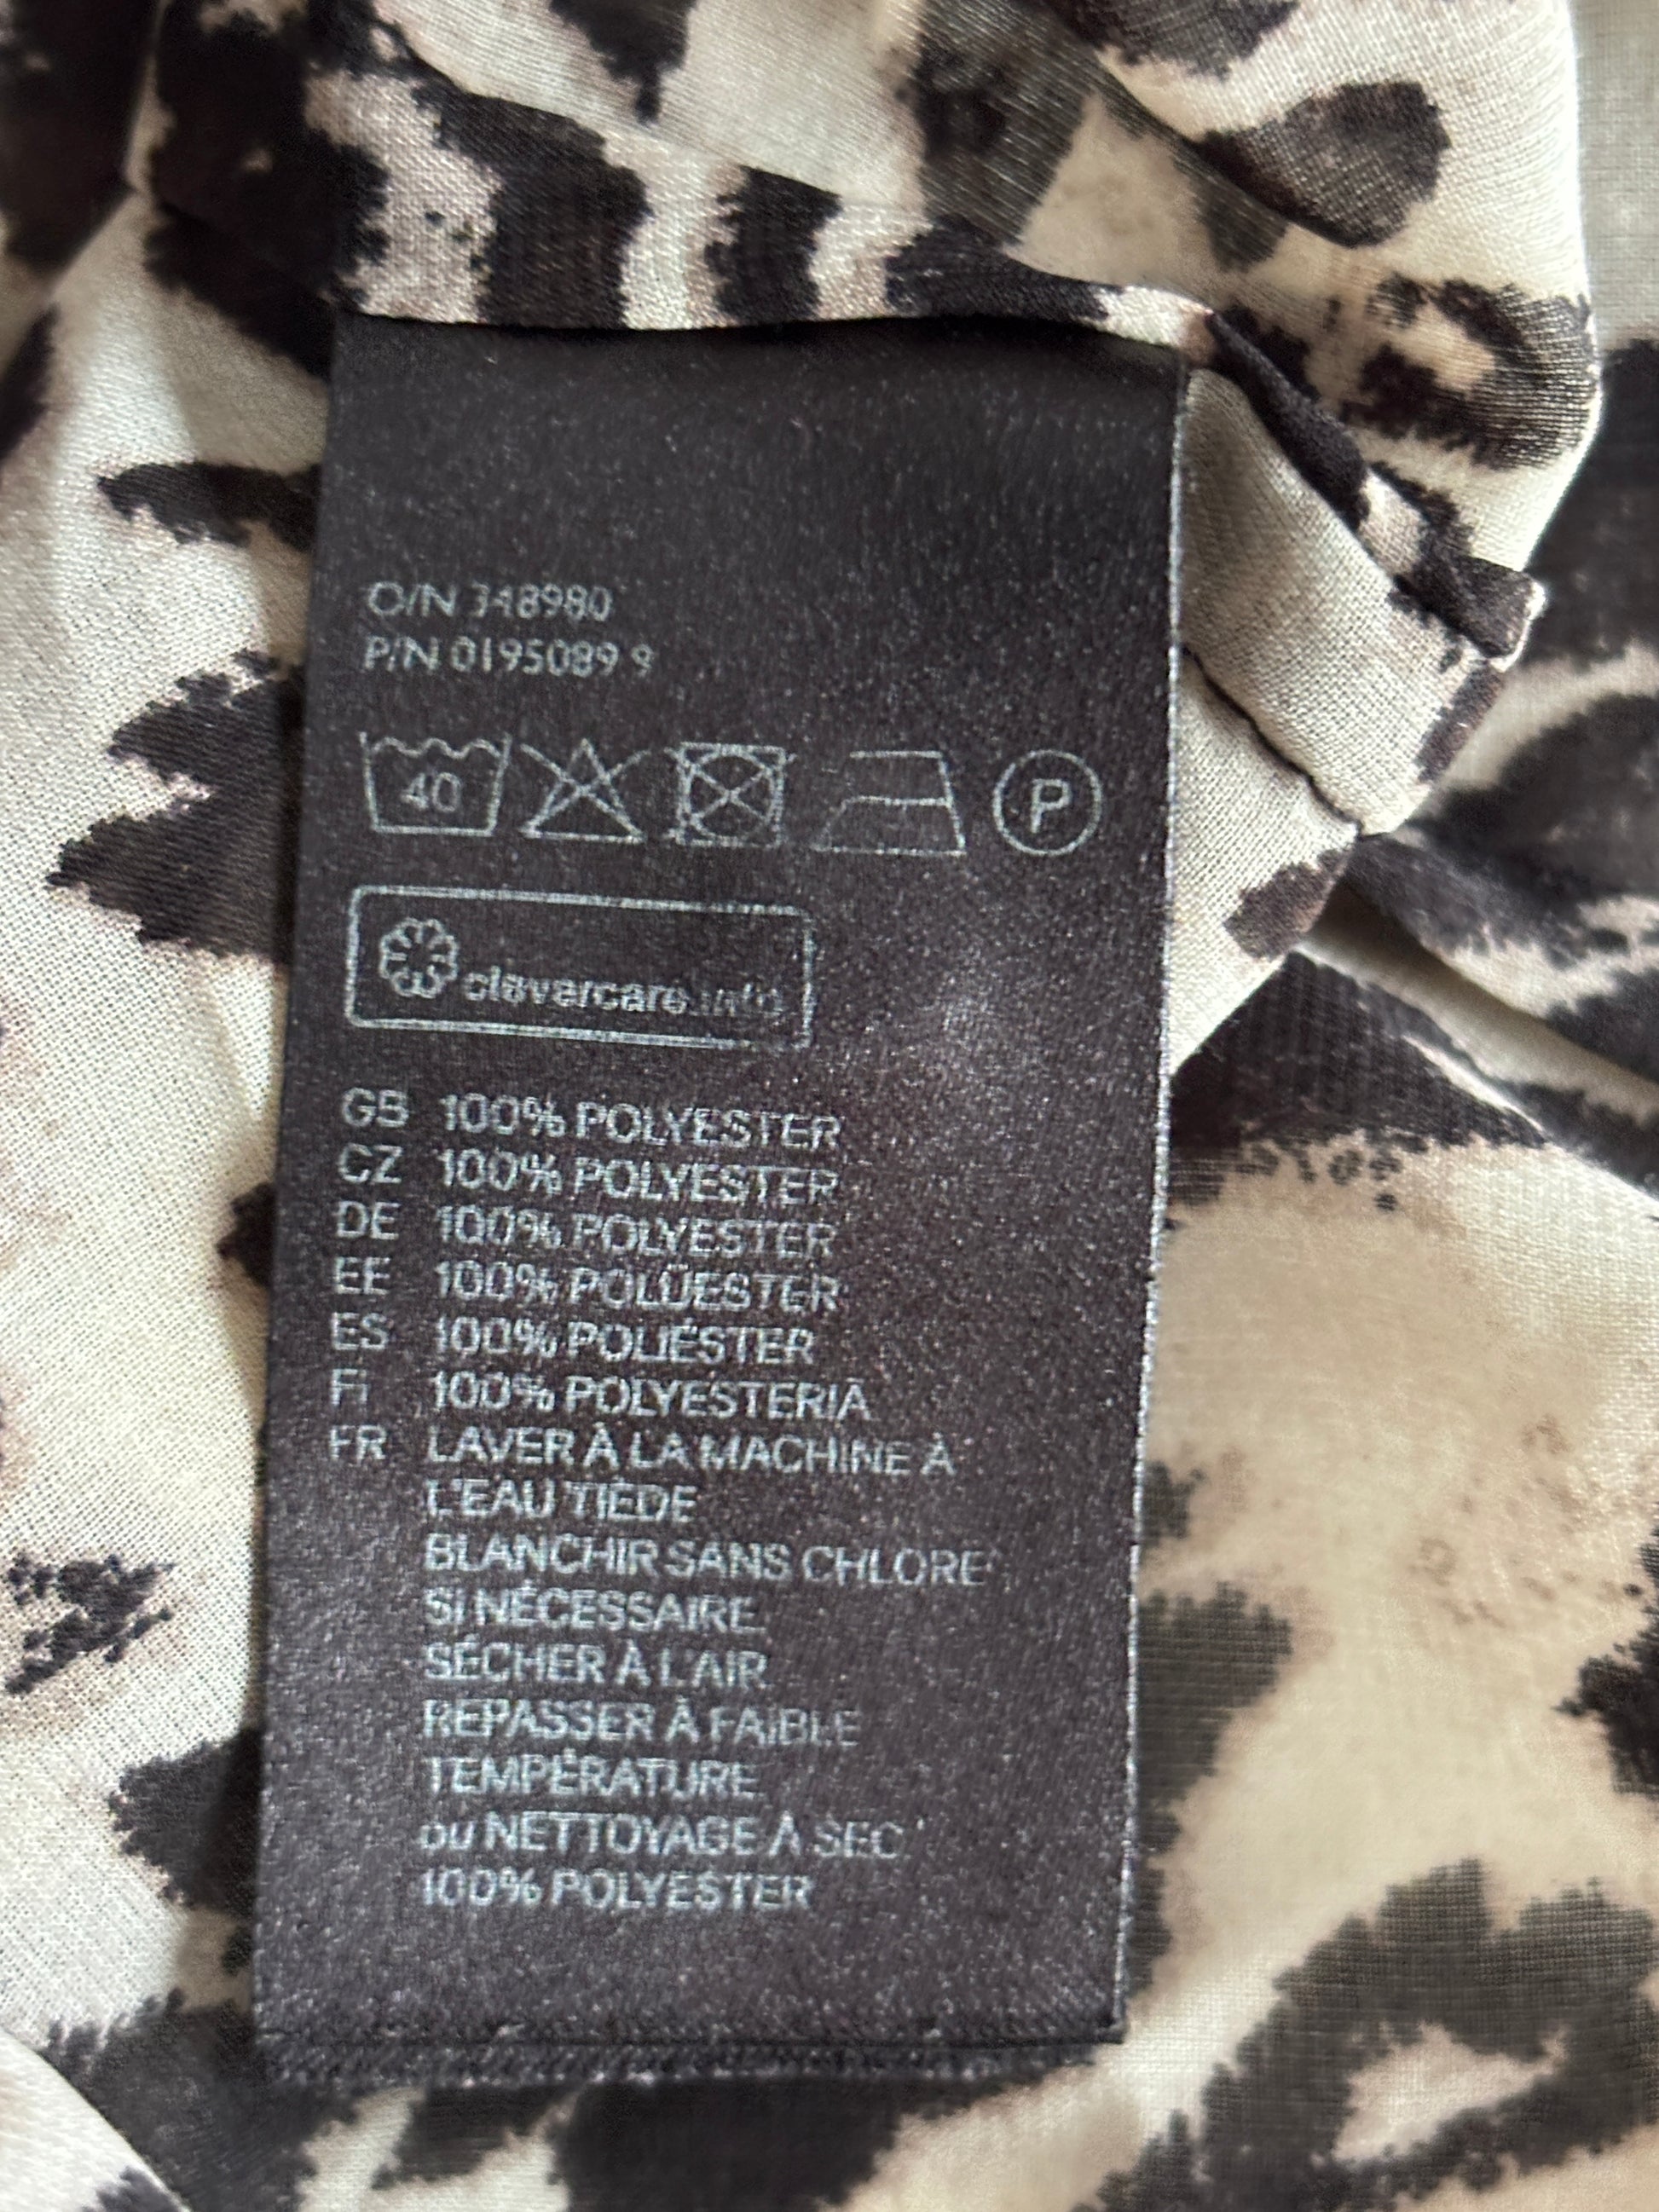 O/N 348980
P/N 0195089 9
40
P
clevercare.info
GB 100% POLYESTER
CZ 100% POLYESTER
DE 100% POLYESTER
EE 100% POLÜESTER
ES 100% POLIÉSTER
FI 100% POLYESTERIÄ
FR LAVER À LA MACHINE À
L'EAU TIÈDE
BLANCHIR SANS CHLORE
SI NÉCESSAIRE
SÉCHER À L'AIR
REPASSER À FAIBLE
TEMPÉRATURE
ou NETTOYAGE À SEC
100% POLYESTER